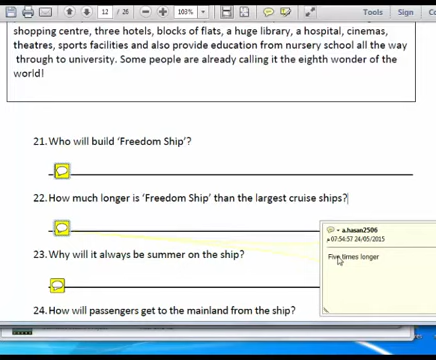 12 / 26
103%
Tools
Sign
shopping centre, three hotels, blocks of flats, a huge library, a hospital, cinemas,
theatres, sports facilities and also provide education from nursery school all the way
through to university. Some people are already calling it the eighth wonder of the
world!
21. Who will build 'Freedom Ship'?
22. How much longer is 'Freedom Ship' than the largest cruise ships?
a.hasan2506
07:54:57 24/05/2015
Five times longer
23. Why will it always be summer on the ship?
24. How will passengers get to the mainland from the ship?